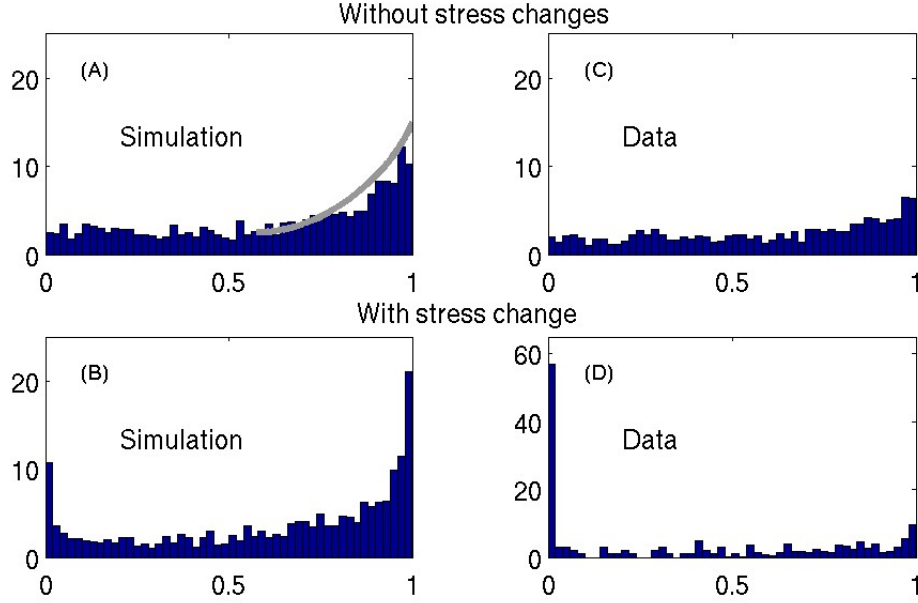 Without stress changes
(A)
Simulation
20
10
0
0 0.5 1
(C)
Data
20
10
0
0 0.5 1
With stress change
(B)
Simulation
20
10
0
0 0.5 1
(D)
Data
60
40
20
0
0 0.5 1